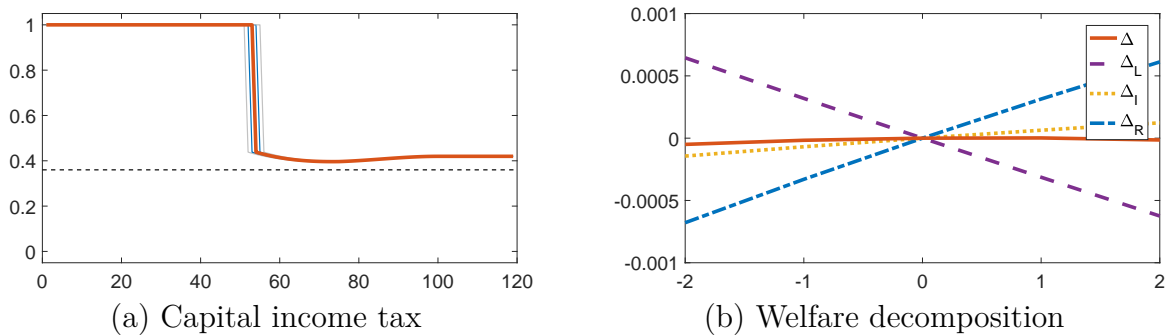 1
0.8
0.6
0.4
0.2
0
0 20 40 60 80 100 120
(a) Capital income tax
0.001
0.0005
0
-0.0005
-0.001
-2 -1 0 1 2
Δ
Δ_L
Δ_I
Δ_R
(b) Welfare decomposition